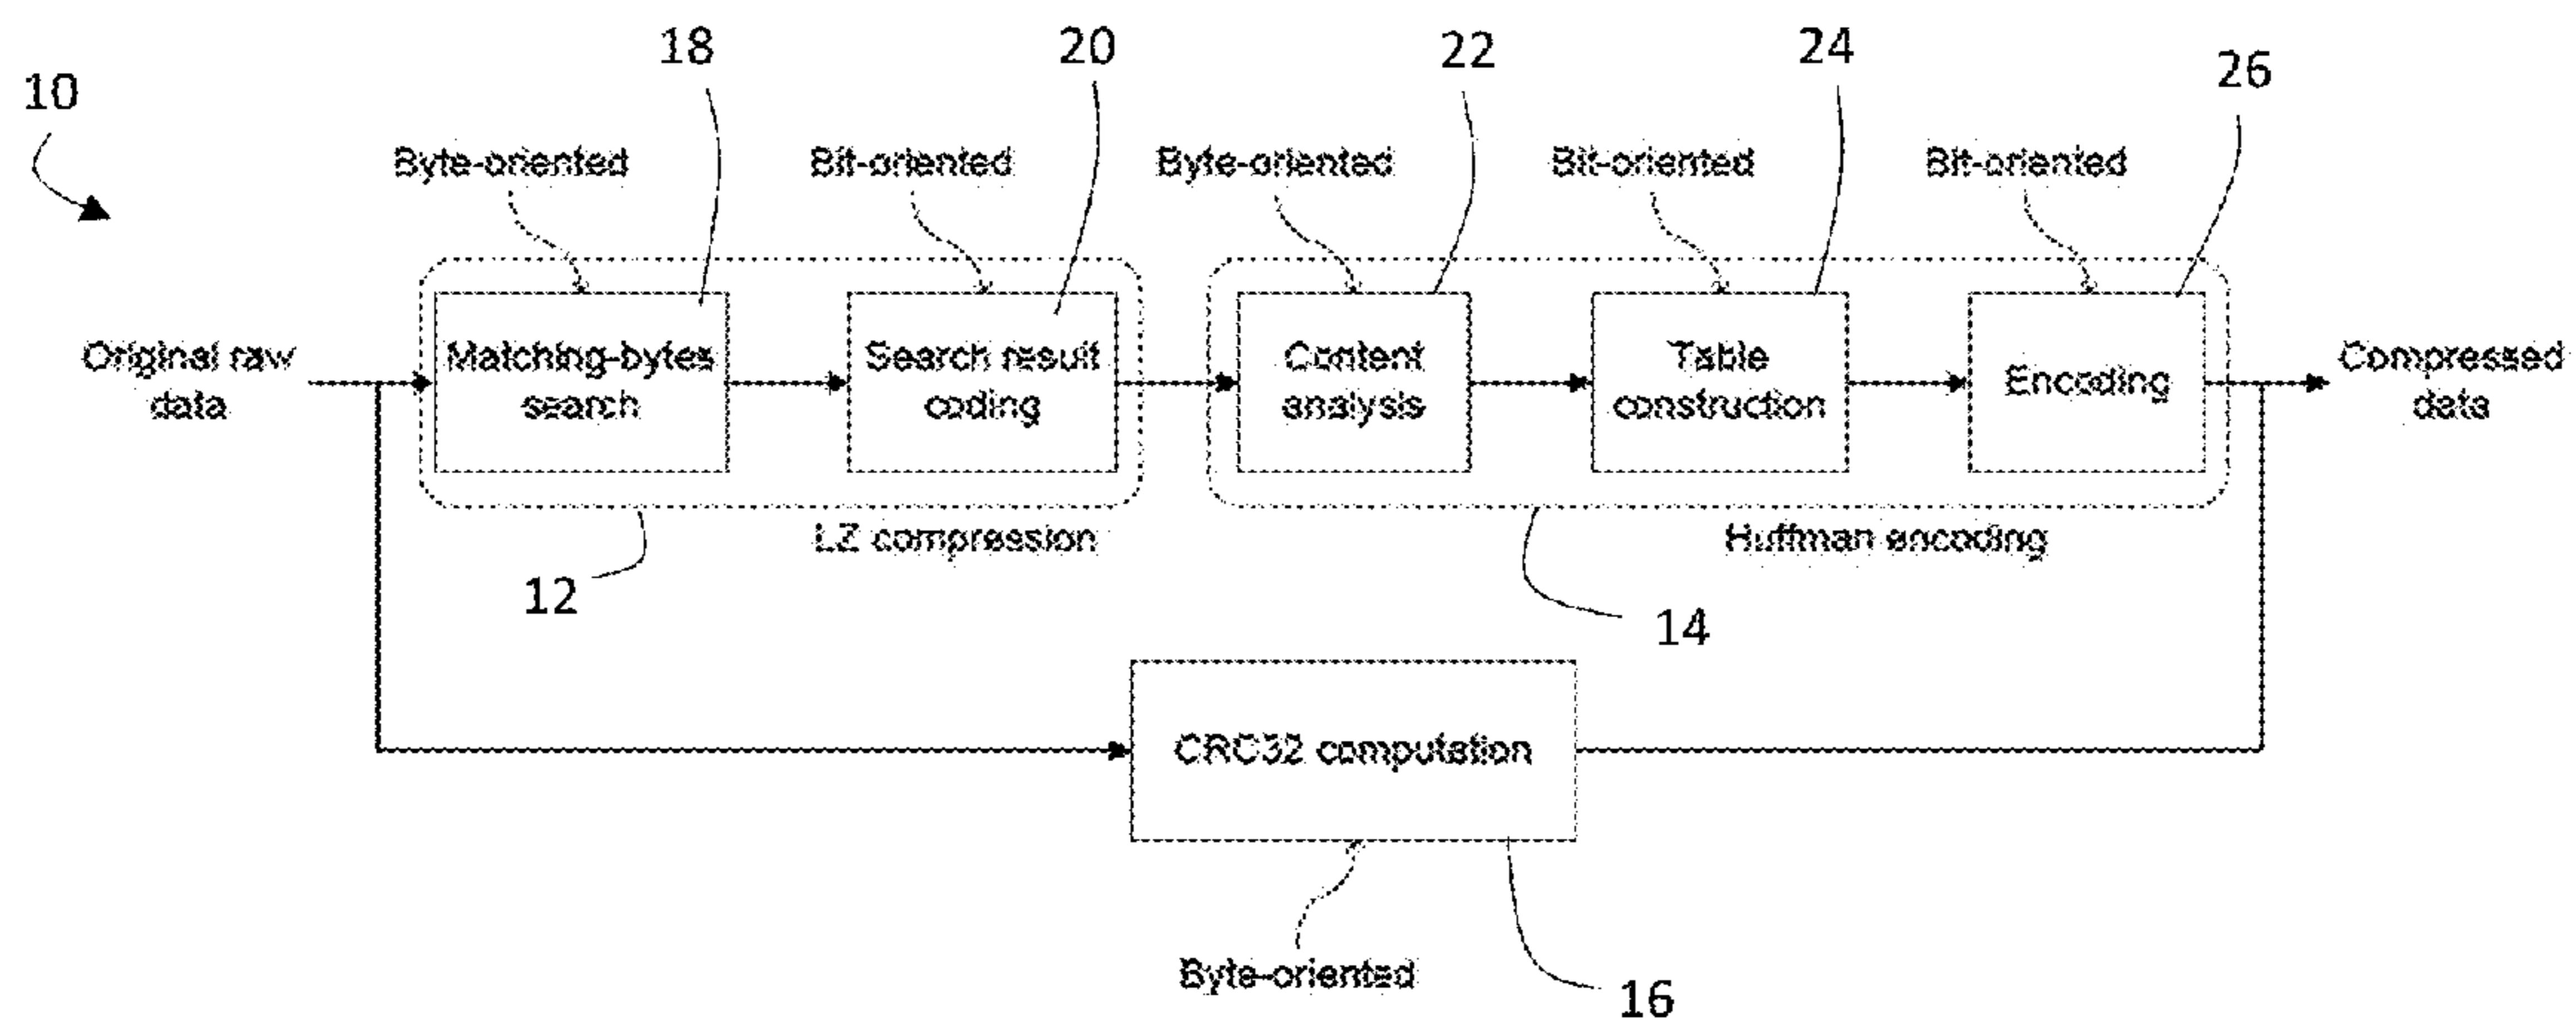 10
18
20
22
24
26
Byte-oriented
Bit-oriented
Byte-oriented
Bit-oriented
Bit-oriented
Original raw
data
Matching-bytes
search
Search result
coding
Content
analysis
Table
construction
Encoding
Compressed
data
LZ compression
Huffman encoding
12
14
CRC32 computation
Byte-oriented
16